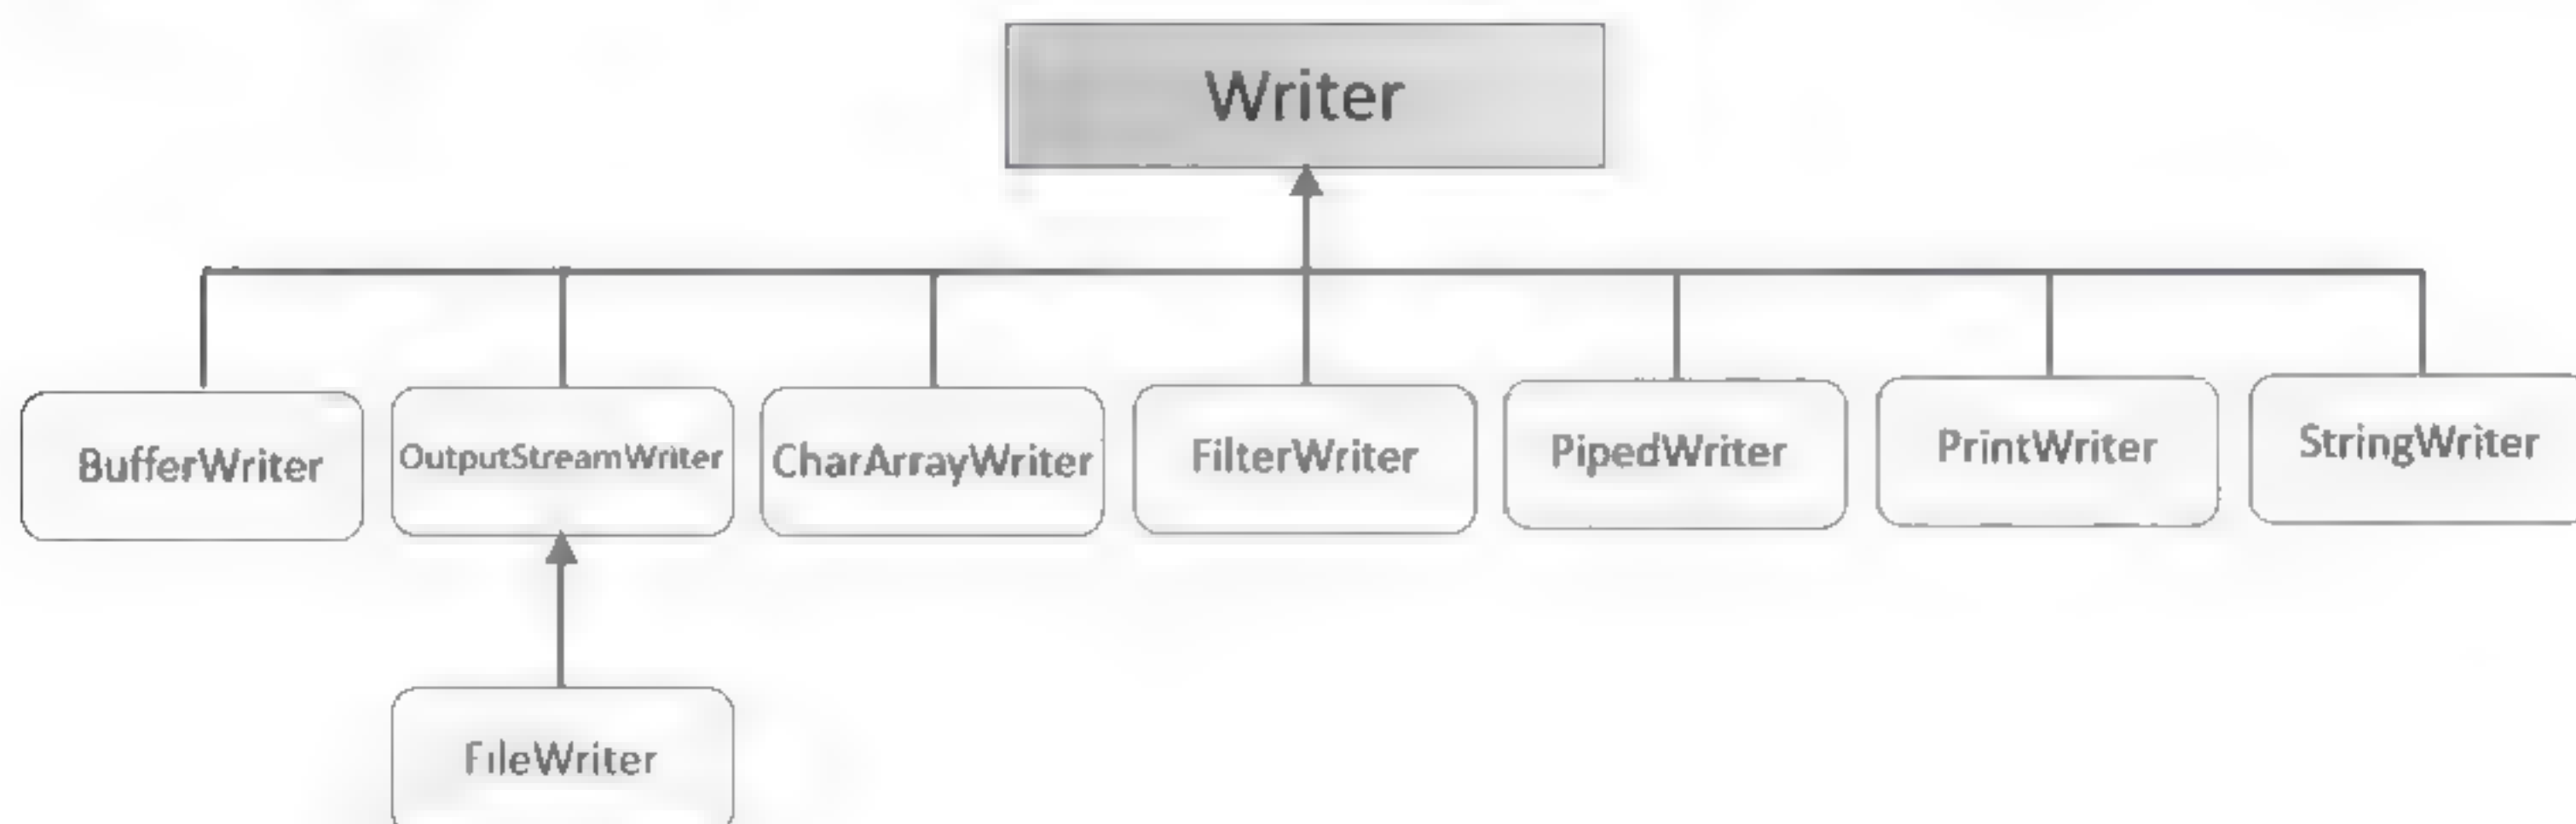 Writer
BufferWriter
OutputStreamWriter
CharArrayWriter
FilterWriter
PipedWriter
PrintWriter
StringWriter
FileWriter